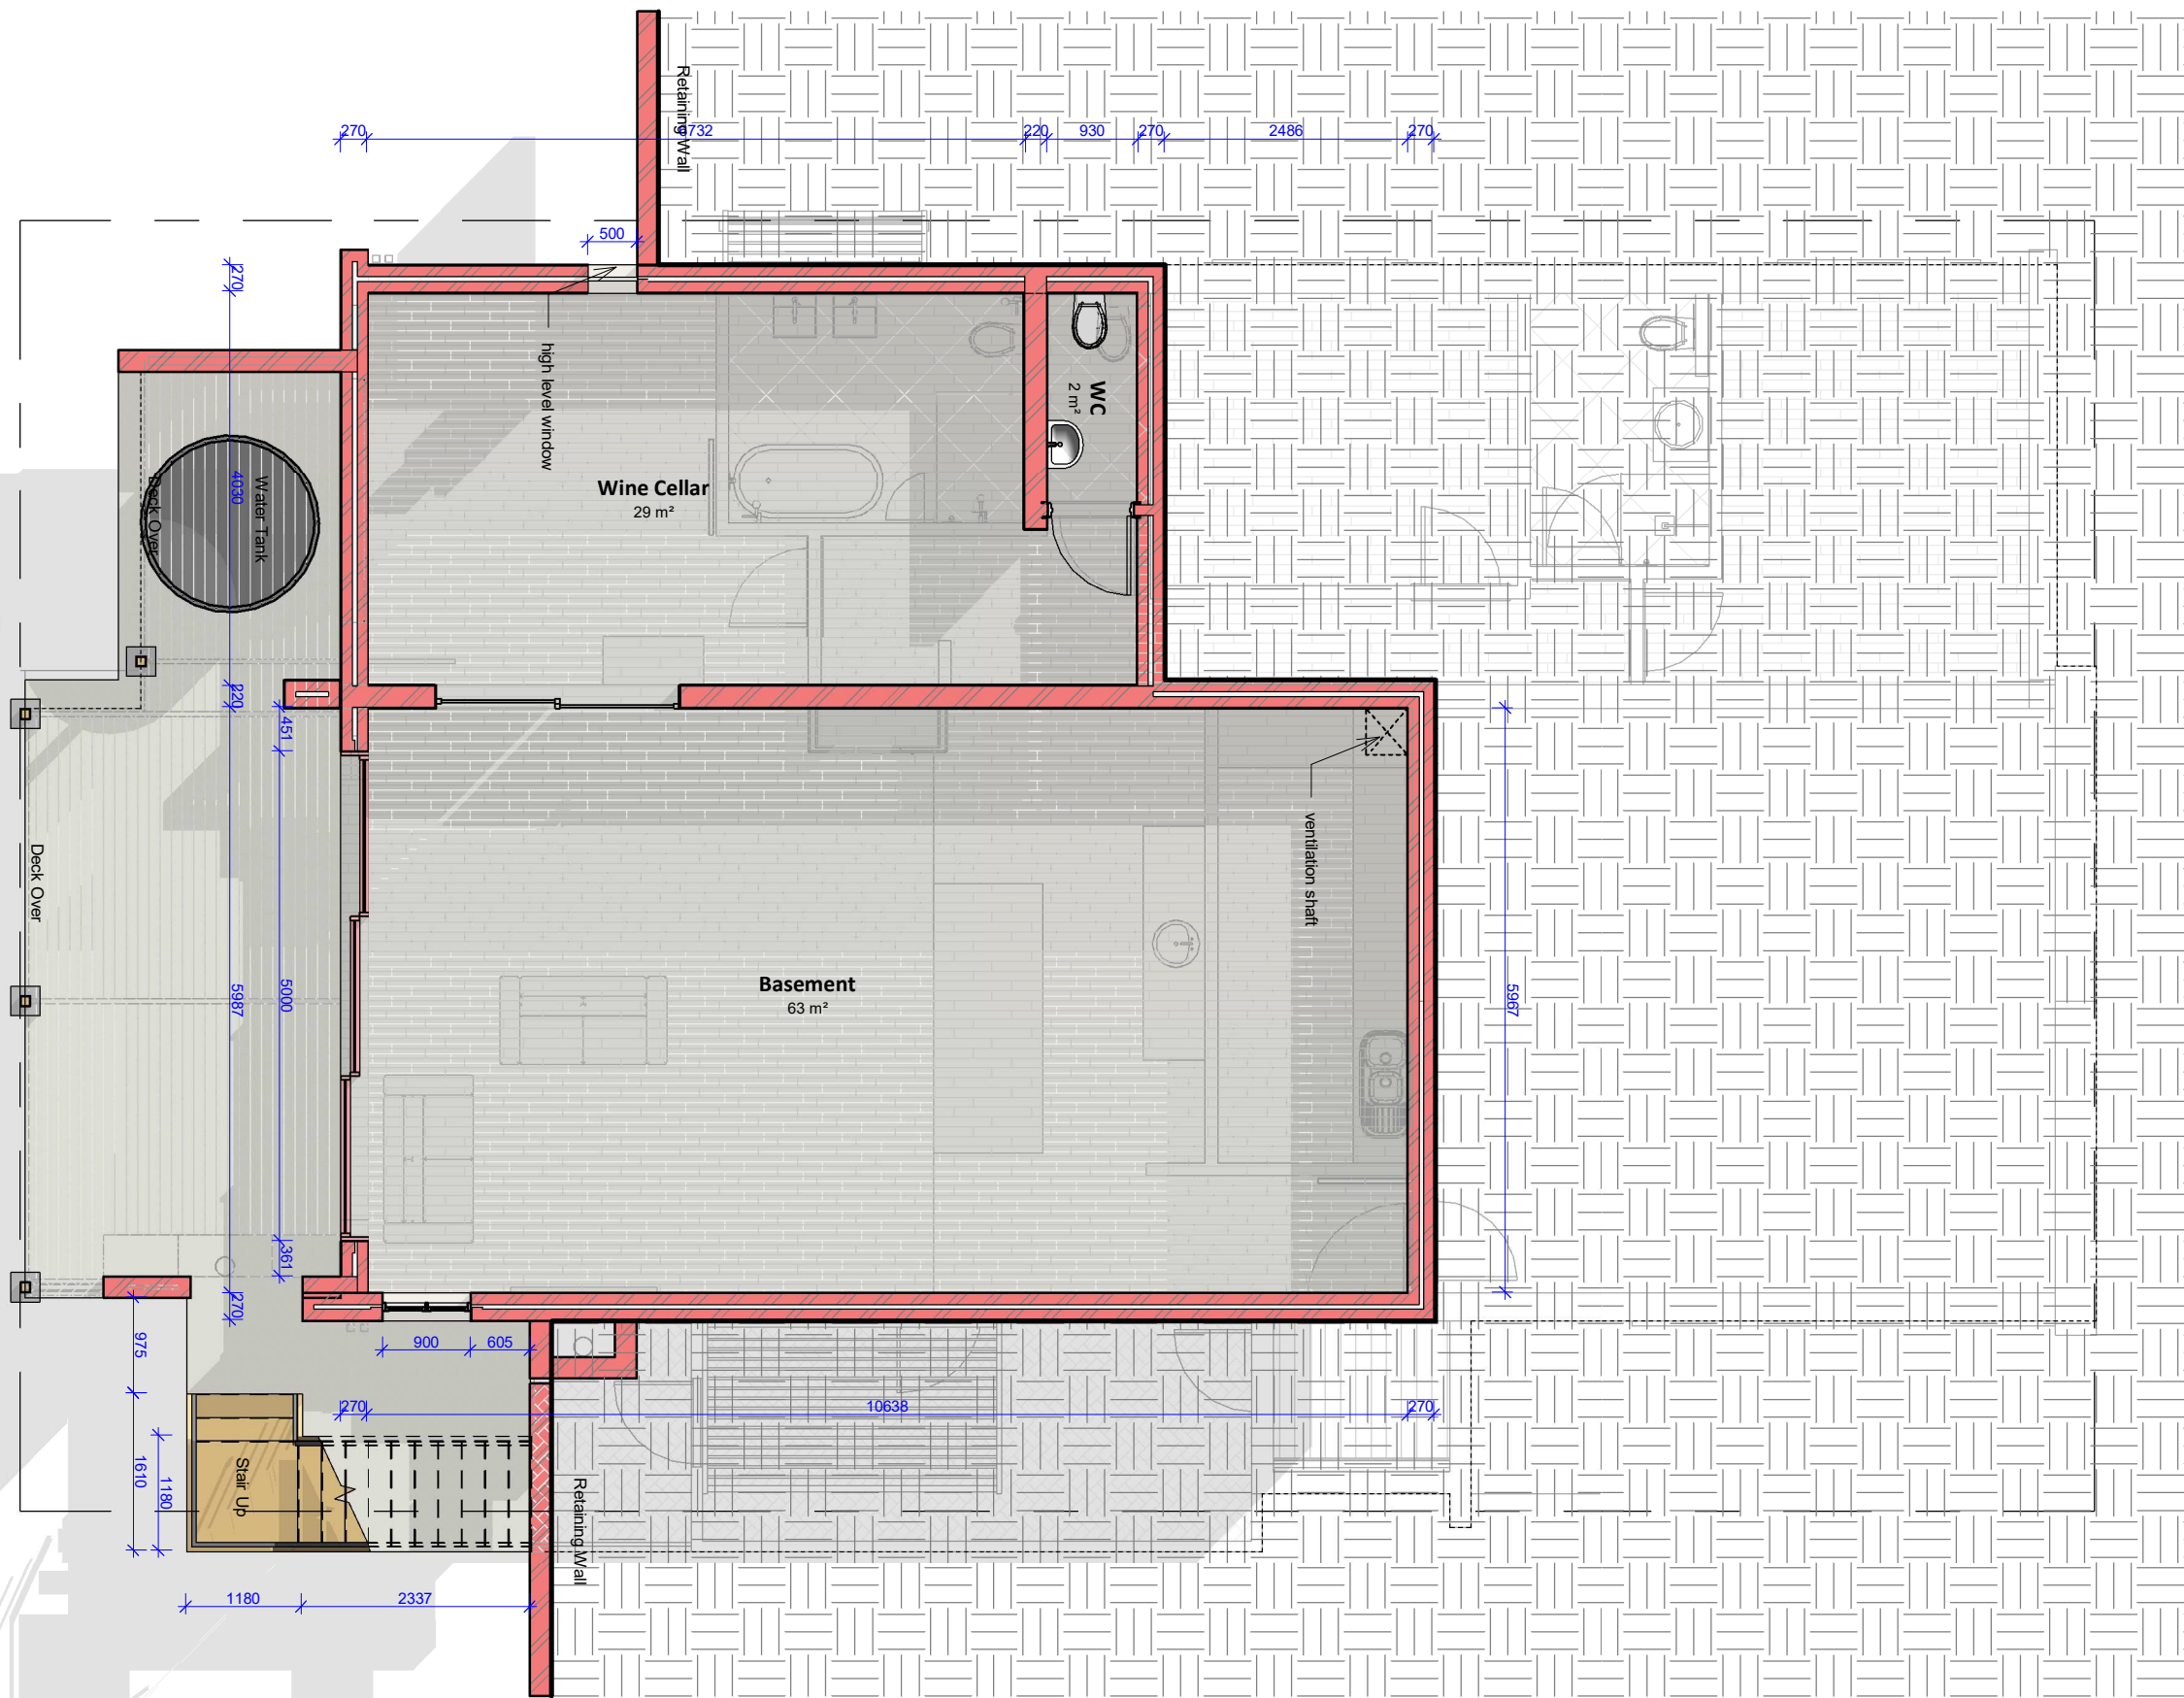 Retaining Wall
270
6732
220
930
270
2486
270
500
270
high level window
WC
2 m²
Wine Cellar
29 m²
4030
Water Tank
Deck Over
220
451
ventilation shaft
Deck Over
5000
5987
5967
Basement
63 m²
361
270
975
900
605
270
10638
270
Stair Up
1610
1180
Retaining Wall
1180
2337